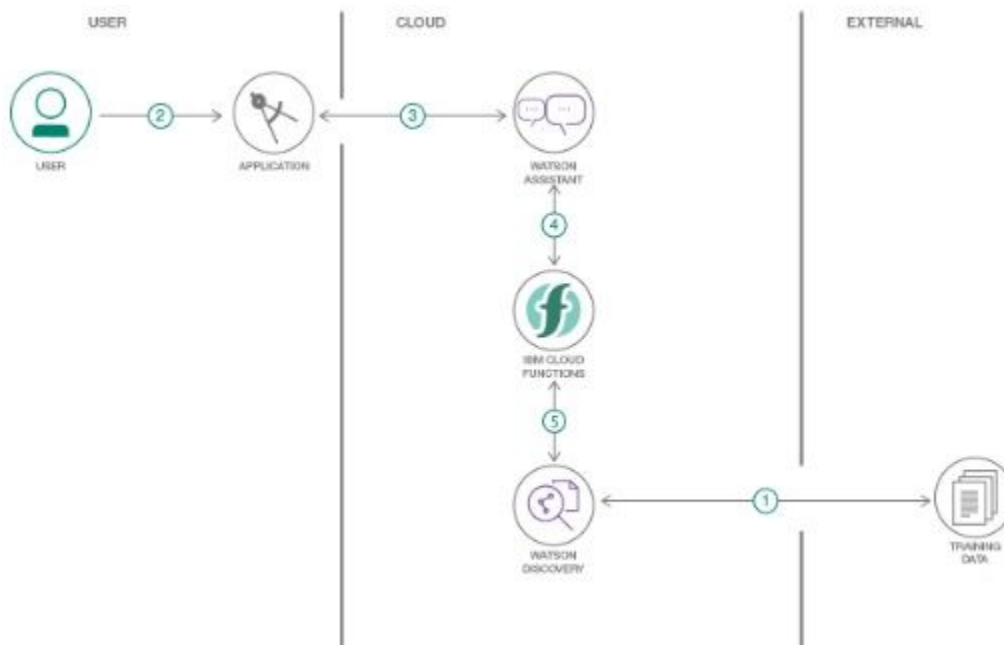 USER
CLOUD
EXTERNAL
2
3
USER
APPLICATION
WATSON
ASSISTANT
4
IBM CLOUD
FUNCTIONS
5
1
WATSON
DISCOVERY
TRAINING
DATA